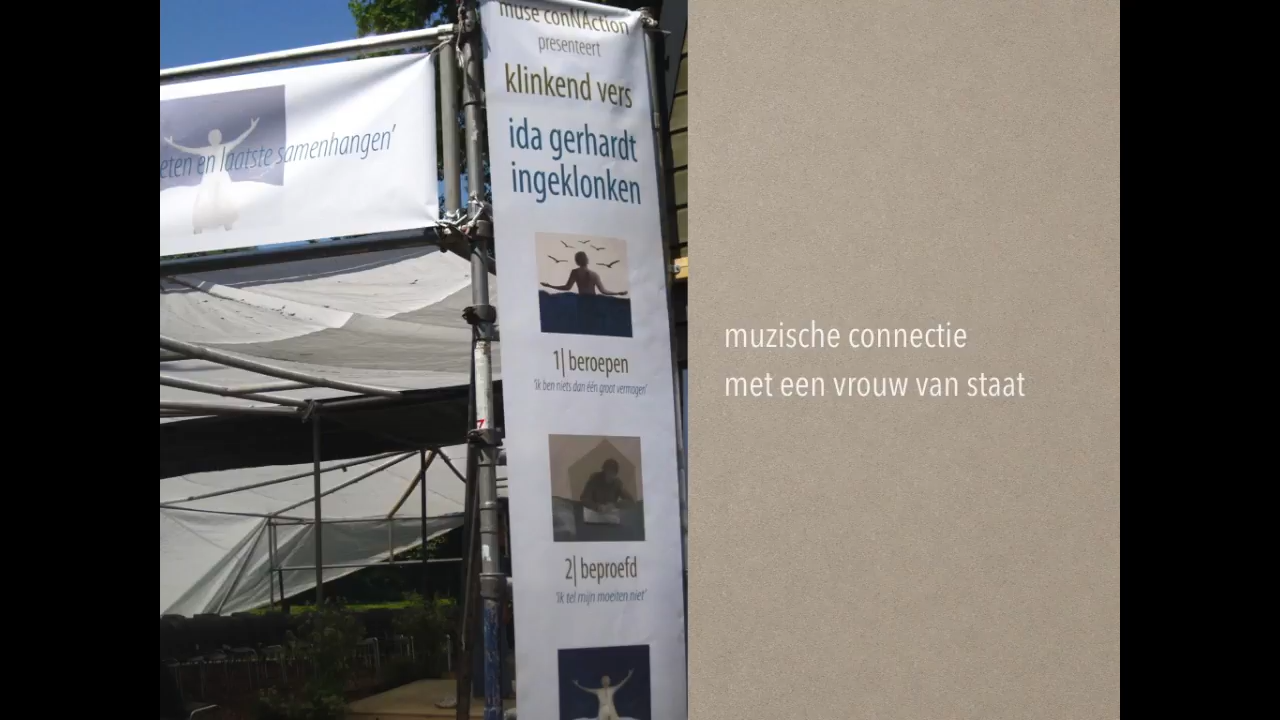 muse conNAction
presenteert
klinkend vers
ida gerhardt
ingeklonken
en laatste samenhangen'
1| beroepen
'ik ben niets dan één groot vermogen'
2| beproefd
'ik tel mijn moeiten niet'
7
muzische connectie
met een vrouw van staat